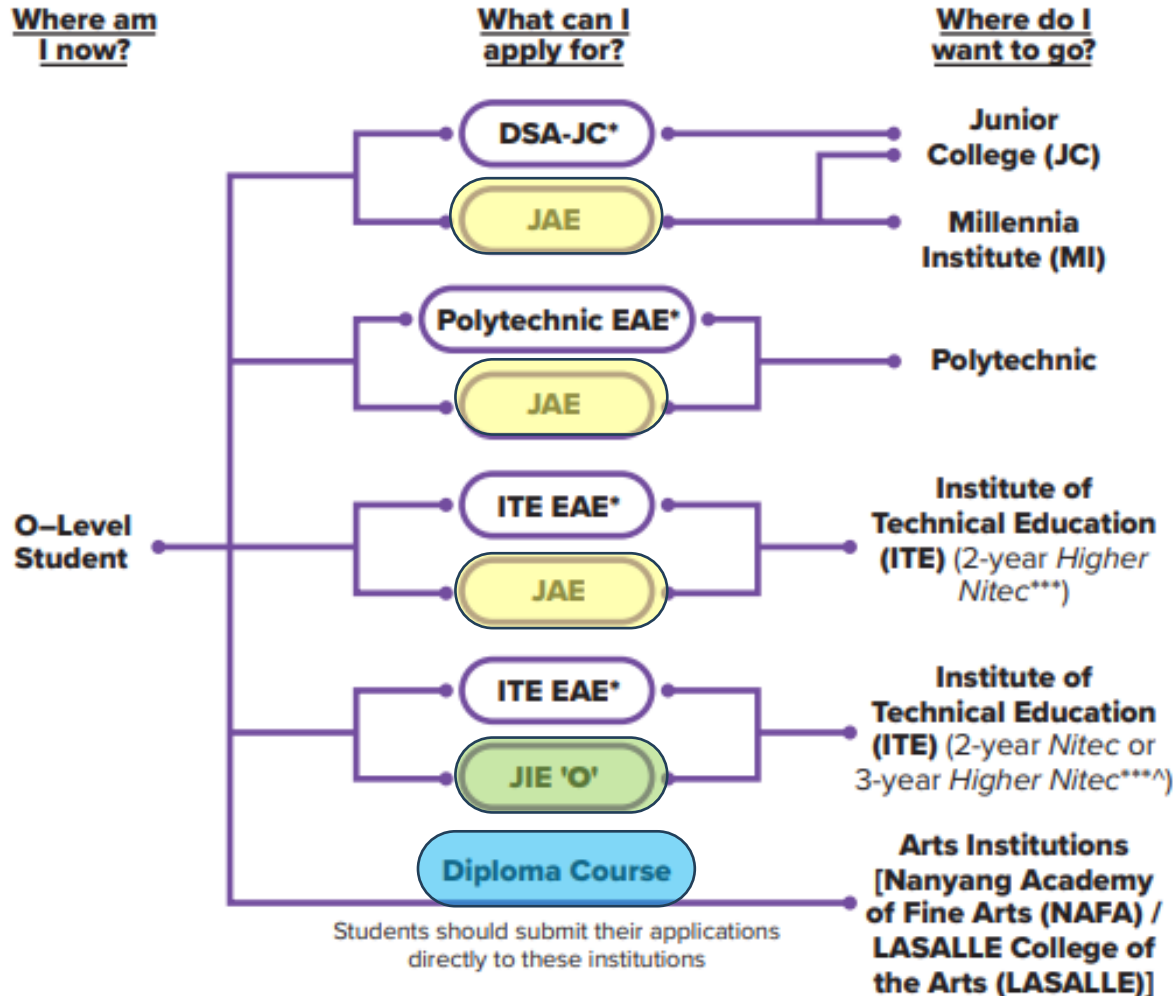 Where am
I now?
What can I
apply for?
Where do I
want to go?
DSA-JC*
JAE
Junior
College (JC)
Millennia
Institute (MI)
Polytechnic EAE*
JAE
Polytechnic
O–Level
Student
ITE EAE*
JAE
Institute of
Technical Education
(ITE) (2-year Higher
Nitec***)
ITE EAE*
JIE 'O'
Institute of
Technical Education
(ITE) (2-year Nitec or
3-year Higher Nitec***^)
Diploma Course
Students should submit their applications
directly to these institutions
Arts Institutions
[Nanyang Academy
of Fine Arts (NAFA) /
LASALLE College of
the Arts (LASALLE)]